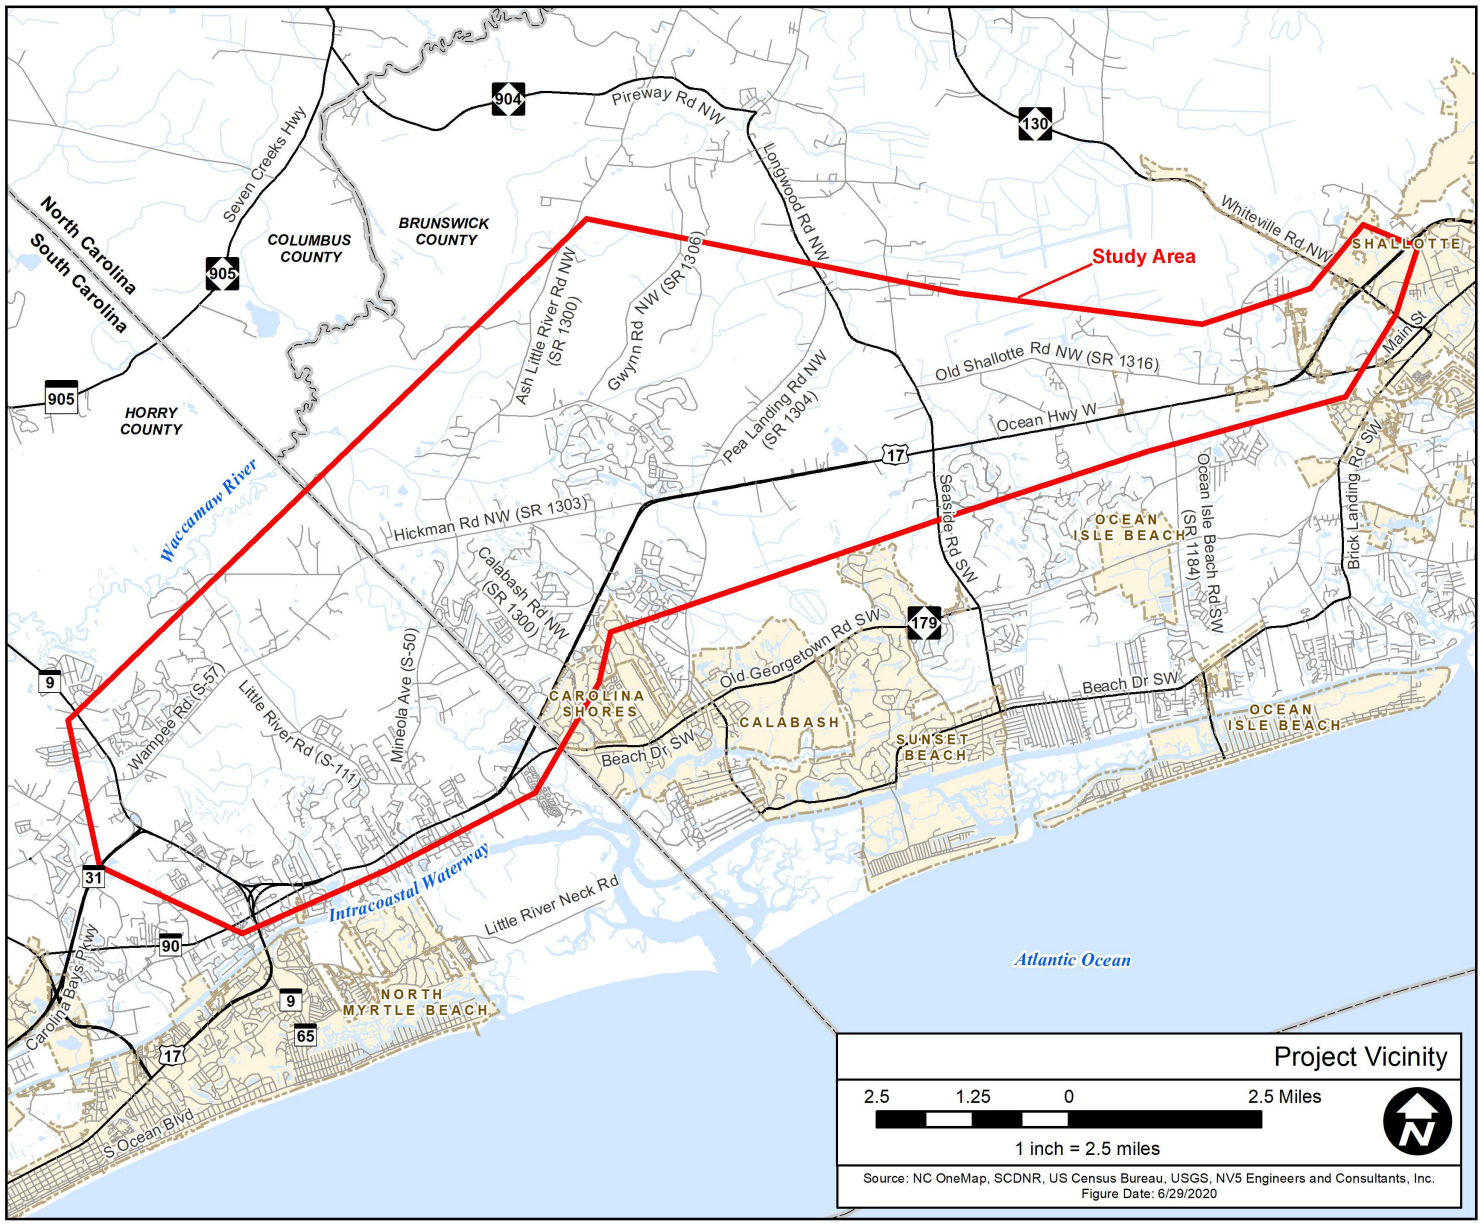 904
Pireway Rd NW
130
Seven Creeks Hwy
Longwood Rd NW
North Carolina
South Carolina
BRUNSWICK
COUNTY
COLUMBUS
COUNTY
Whiteville Rd NW
SHALLOTTE
Study Area
905
Ash Little River Rd NW
(SR 1300)
Gwynn Rd NW (SR 1306)
Main St
Old Shallotte Rd NW (SR 1316)
Pea Landing Rd NW
(SR 1304)
905
HORRY
COUNTY
Ocean Hwy W
17
Waccamaw River
Hickman Rd NW (SR 1303)
Seaside Rd SW
Ocean Isle Beach Rd SW
(SR 1184)
Brick Landing Rd SW
OCEAN
ISLE BEACH
Calabash Rd NW
(SR 1300)
179
Old Georgetown Rd SW
9
Wampee Rd (S-57)
Little River Rd (S-111)
Mineola Ave (S-50)
CAROLINA
SHORES
CALABASH
Beach Dr SW
Beach Dr SW
SUNSET
BEACH
OCEAN
ISLE BEACH
31
Intracoastal Waterway
Little River Neck Rd
90
Carolina Bays Pkwy
Atlantic Ocean
9
NORTH
MYRTLE BEACH
65
17
S Ocean Blvd
Project Vicinity
2.5 1.25 0 2.5 Miles
N
1 inch = 2.5 miles
Source: NC OneMap, SCDNR, US Census Bureau, USGS, NV5 Engineers and Consultants, Inc.
Figure Date: 6/29/2020